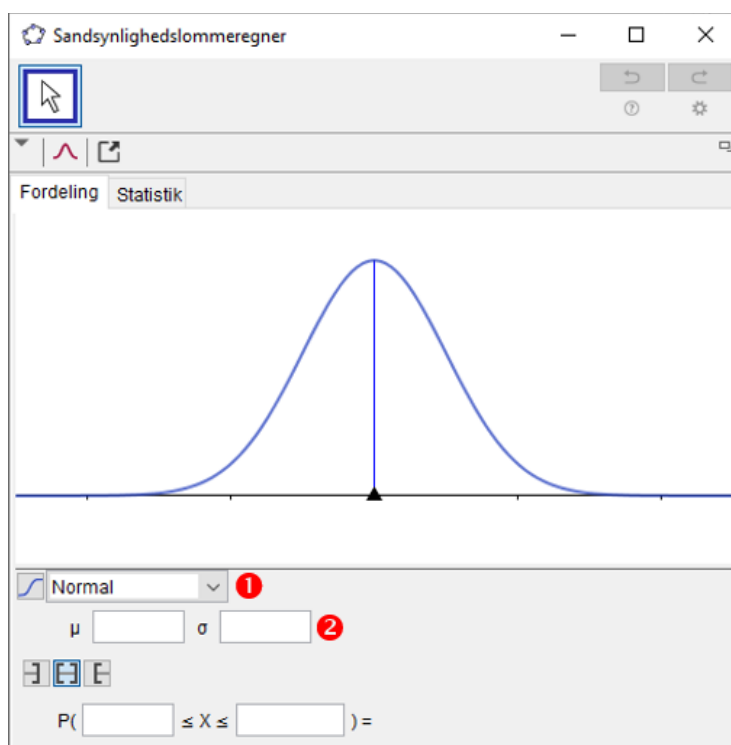 Sandsynlighedslommeregner
Fordeling Statistik
Normal 1
μ σ 2
P( ≤ X ≤ ) =